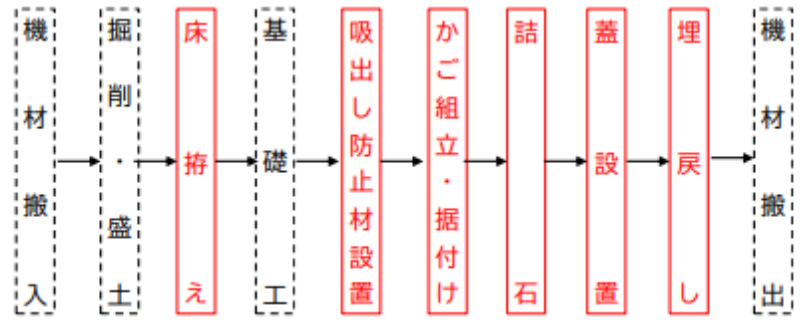 機材搬入
掘削・盛土
床拵え
基礎工
吸出し防止材設置
かご組立・据付け
詰石
蓋設置
埋戻し
機材搬出